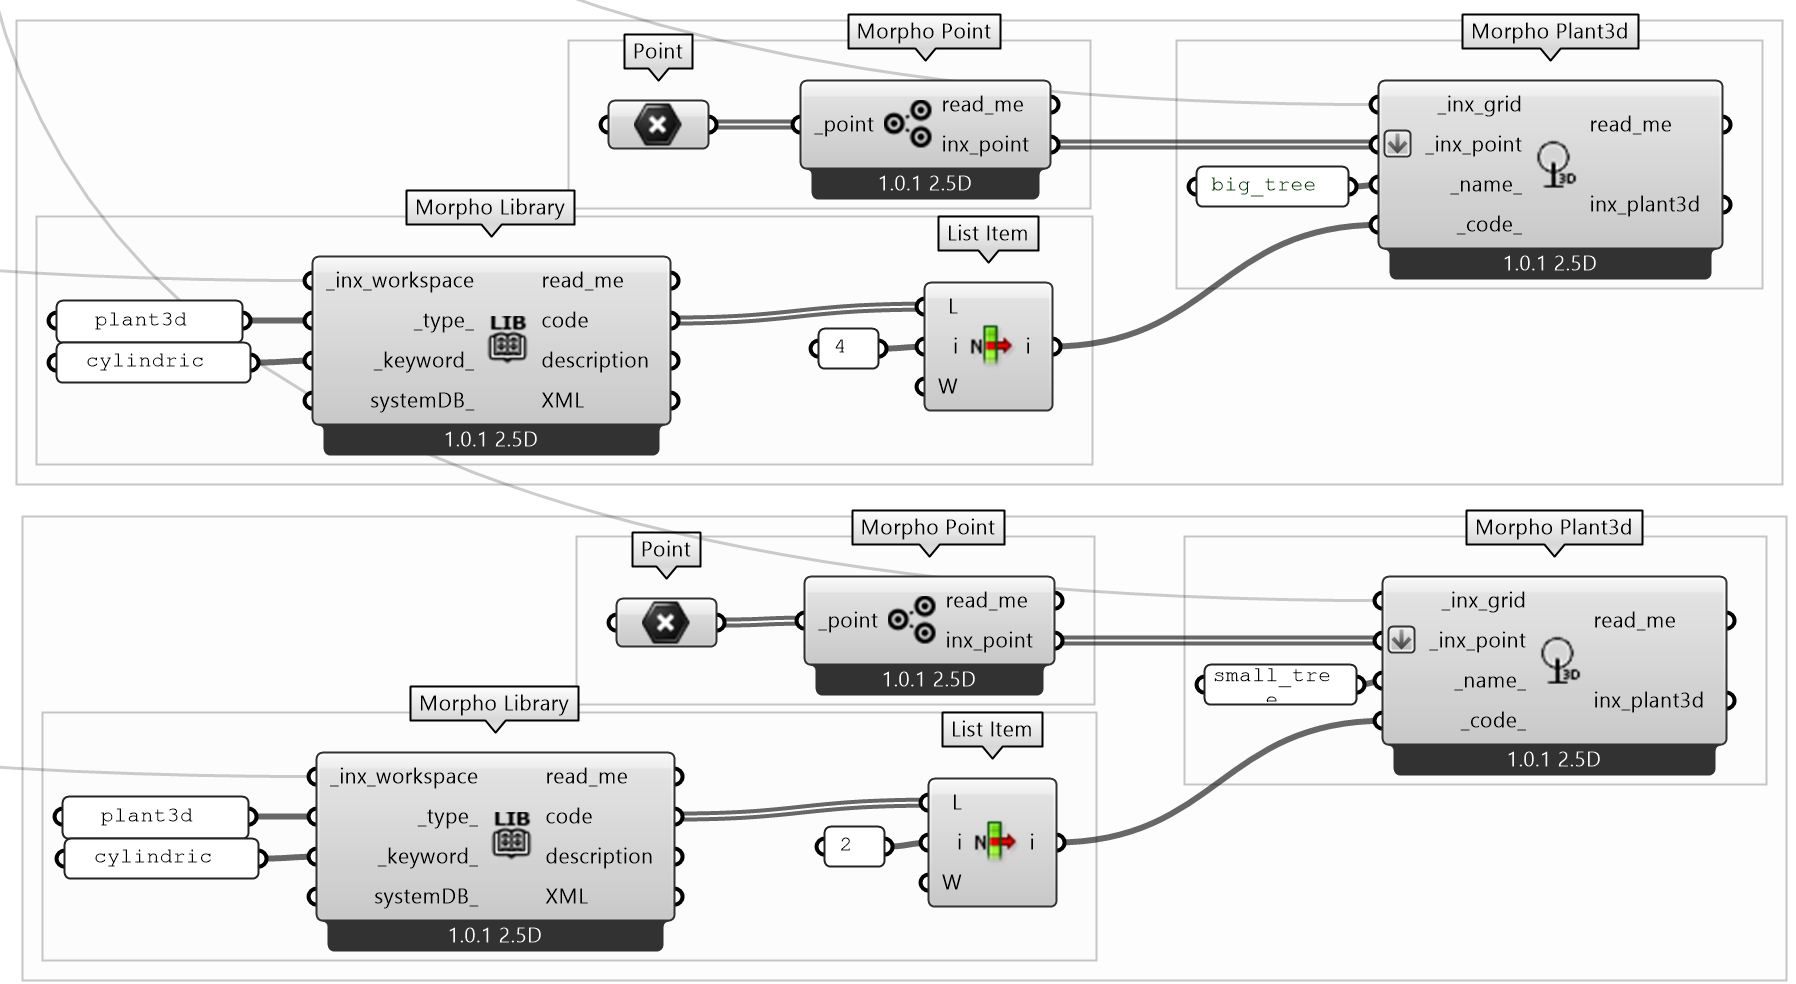 Point
Morpho Point
Morpho Plant3d
_point
read_me
inx_point
1.0.1 2.5D
_inx_grid
_inx_point
_name_
_code_
3D
read_me
inx_plant3d
1.0.1 2.5D
big_tree
Morpho Library
List Item
plant3d
cylindric
_inx_workspace
_type_
_keyword_
systemDB_
LIB
read_me
code
description
XML
1.0.1 2.5D
4
L
i
W
N
i
Point
Morpho Point
Morpho Plant3d
_point
read_me
inx_point
1.0.1 2.5D
_inx_grid
_inx_point
_name_
_code_
3D
read_me
inx_plant3d
1.0.1 2.5D
small_tre
e
Morpho Library
List Item
plant3d
cylindric
_inx_workspace
_type_
_keyword_
systemDB_
LIB
read_me
code
description
XML
1.0.1 2.5D
2
L
i
W
N
i